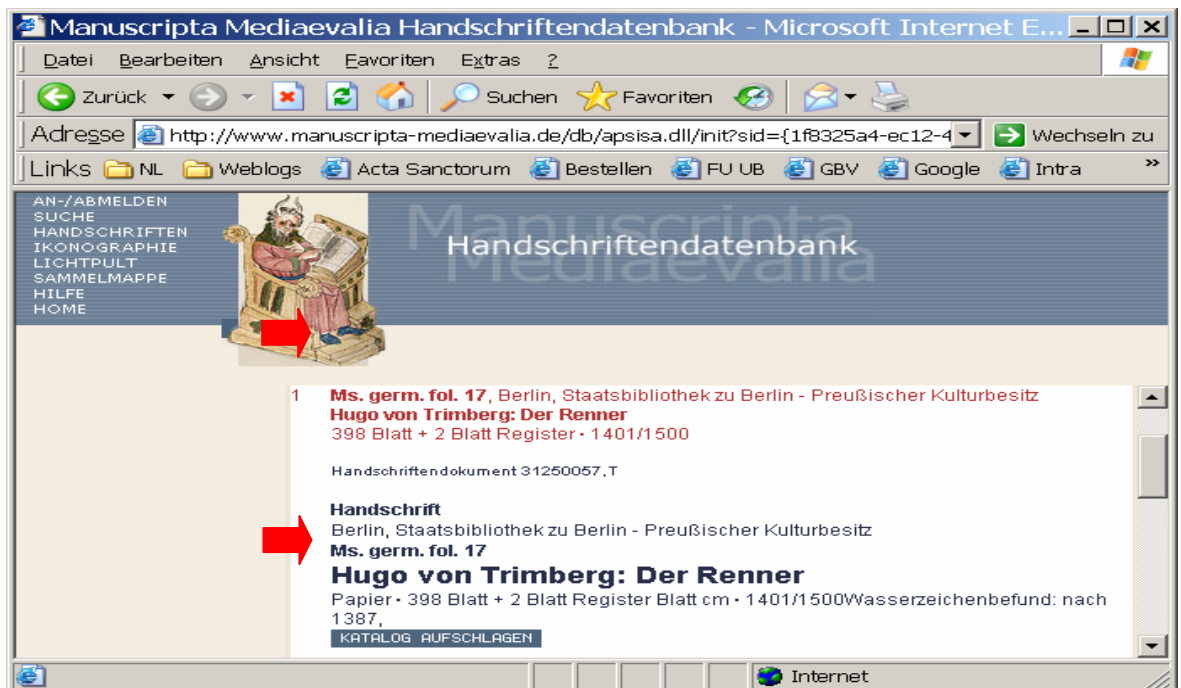 Manuscripta Mediaevalia Handschriftendatenbank - Microsoft Internet E...
Datei Bearbeiten Ansicht Favoriten Extras ?
Zurück Suchen Favoriten
Adresse http://www.manuscripta-mediaevalia.de/db/apsisa.dll/init?sid={1f8325a4-ec12-4 Wechseln zu
Links NL Weblogs Acta Sanctorum Bestellen FU UB GBV Google Intra »
AN-/ABMELDEN
SUCHE
HANDSCHRIFTEN
IKONOGRAPHIE
LICHTPULT
SAMMELMAPPE
HILFE
HOME
Manuscripta
Handschriftendatenbank
Mediaevalia
1 Ms. germ. fol. 17, Berlin, Staatsbibliothek zu Berlin - Preußischer Kulturbesitz
Hugo von Trimberg: Der Renner
398 Blatt + 2 Blatt Register • 1401/1500
Handschriftendokument 31250057,T
Handschrift
Berlin, Staatsbibliothek zu Berlin - Preußischer Kulturbesitz
Ms. germ. fol. 17
Hugo von Trimberg: Der Renner
Papier • 398 Blatt + 2 Blatt Register Blatt cm • 1401/1500Wasserzeichenbefund: nach
1387,
KATALOG AUFSCHLAGEN
Internet